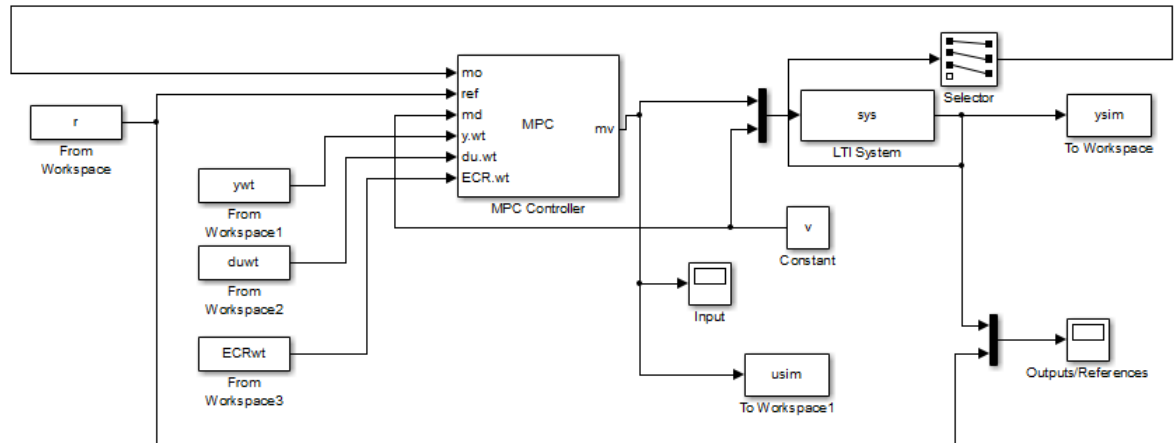 mo
ref
md
y.wt
du.wt
ECR.wt
MPC
mv
MPC Controller
r
From
Workspace
ywt
From
Workspace1
duwt
From
Workspace2
ECRwt
From
Workspace3
Selector
sys
LTI System
ysim
To Workspace
v
Constant
Input
usim
To Workspace1
Outputs/References